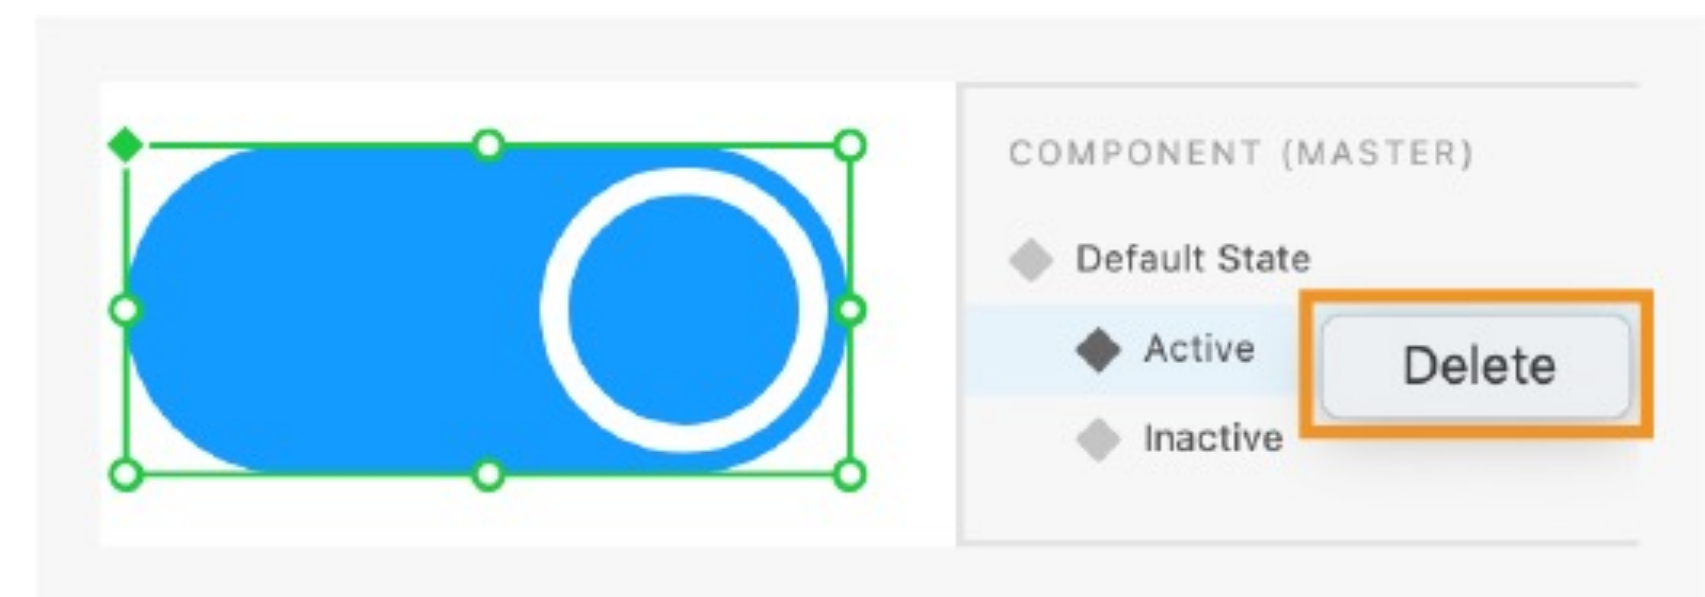 COMPONENT (MASTER)
Default State
Active
Delete
Inactive